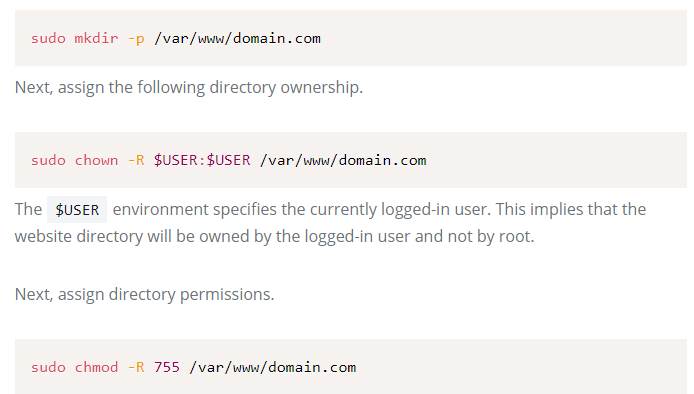 sudo mkdir -p /var/www/domain.com
Next, assign the following directory ownership.
sudo chown -R $USER:$USER /var/www/domain.com
The $USER environment specifies the currently logged-in user. This implies that the
website directory will be owned by the logged-in user and not by root.
Next, assign directory permissions.
sudo chmod -R 755 /var/www/domain.com